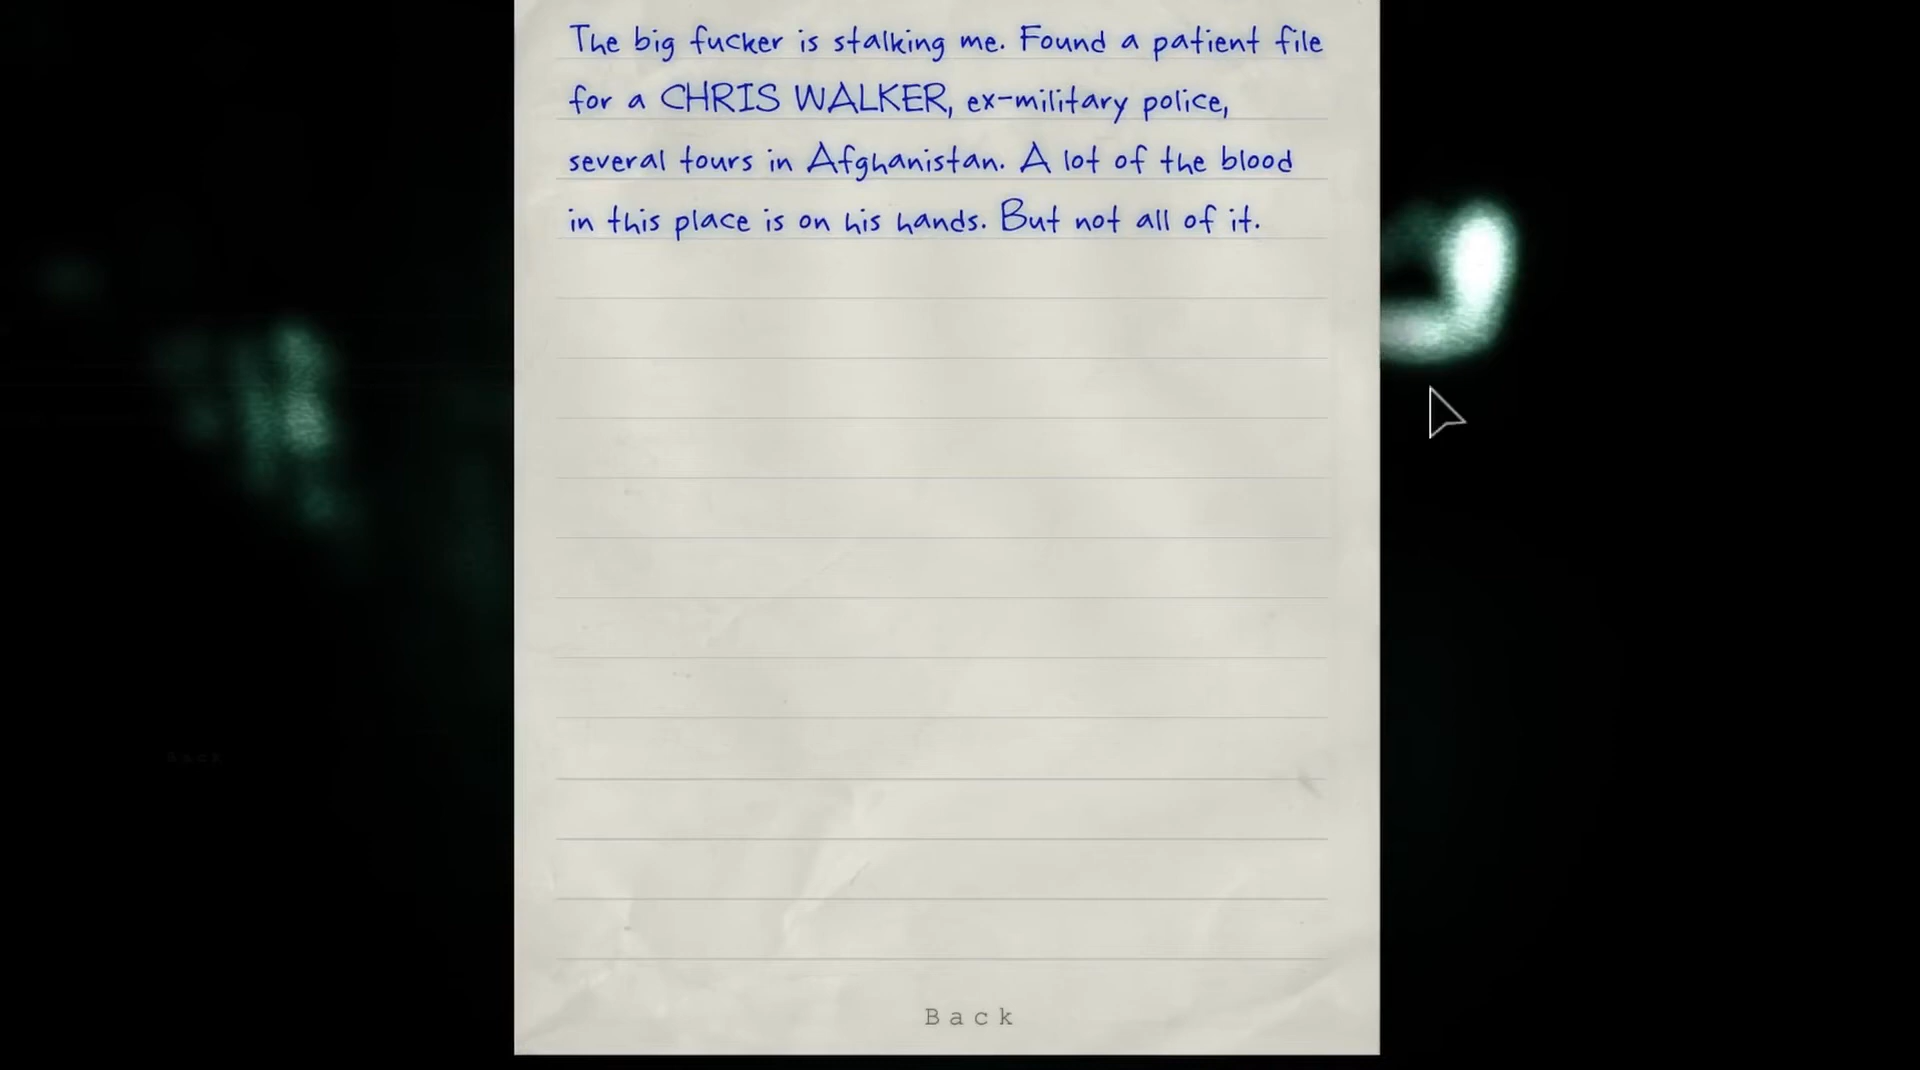 The big fucker is stalking me. Found a patient file
for a CHRIS WALKER, ex-military police,
several tours in Afghanistan. A lot of the blood
in this place is on his hands. But not all of it.
Back
Back